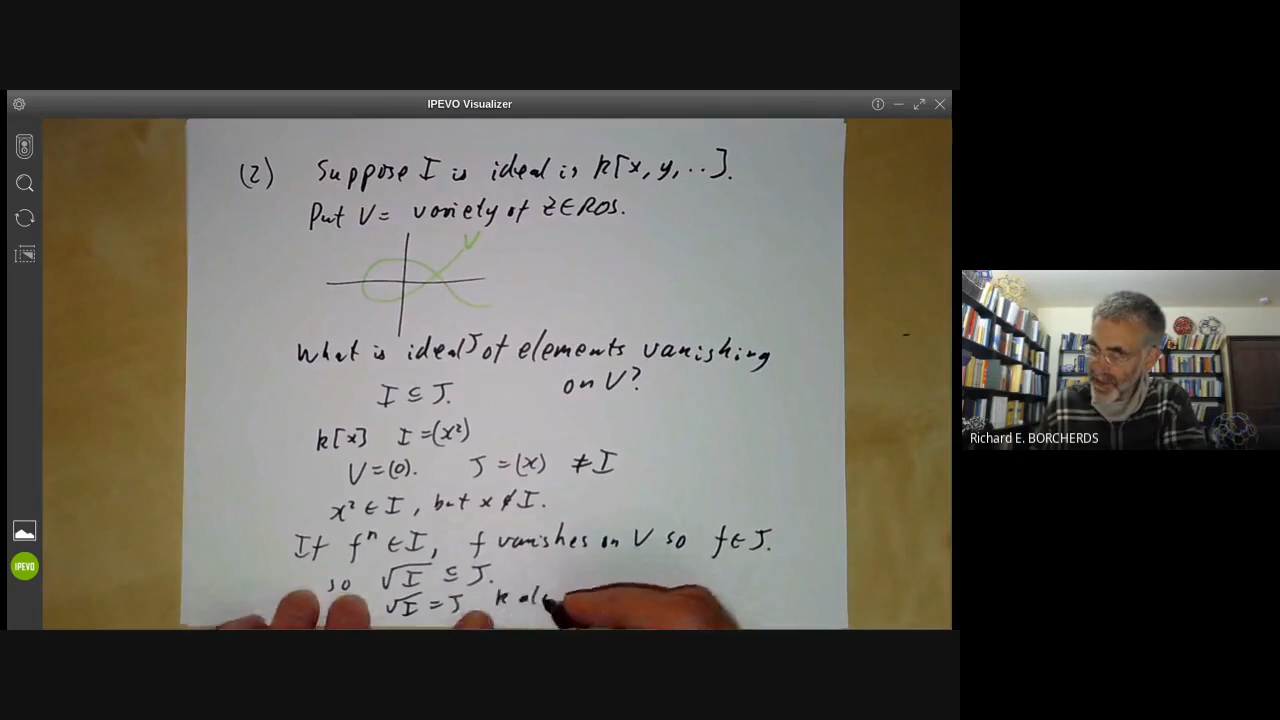 IPEVO Visualizer
(2) Suppose I is ideal is k[x, y, ..].
Put V = variety of ZEROS.
V
What is ideal J of elements vanishing
on V?
I ⊆ J.
k[x] I = (x²)
V = (0). J = (x) ≠ I
x² ∈ I, but x ∉ I.
If fⁿ ∈ I, f vanishes on V so f ∈ J.
so √I ⊆ J.
√I = J k al
IPEVO
Richard E. BORCHERDS